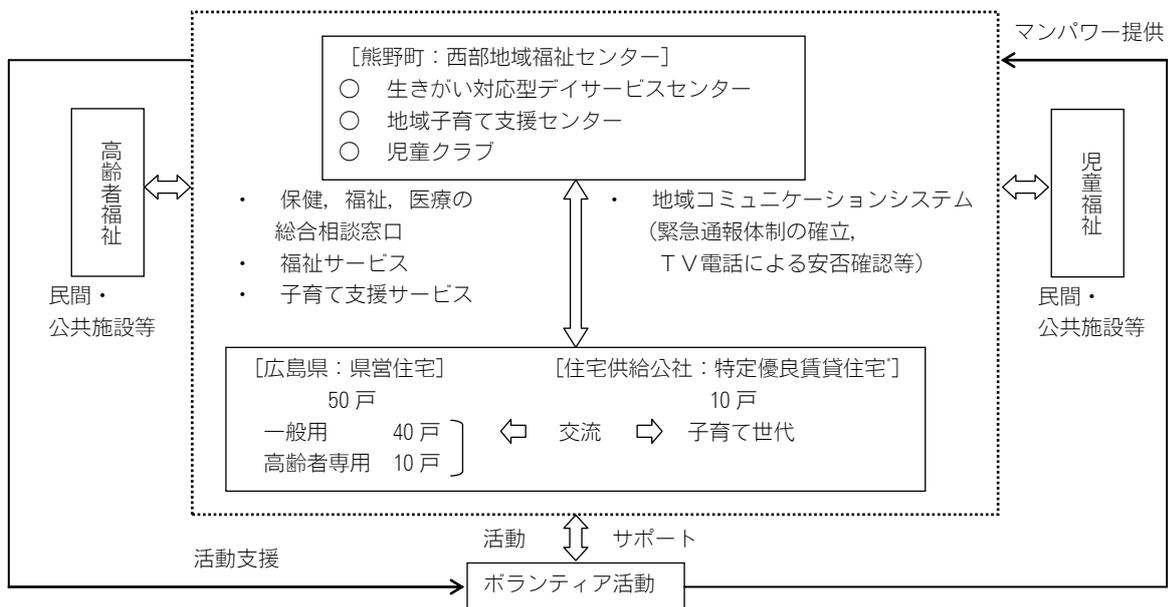 マンパワー提供
[熊野町：西部地域福祉センター]
○ 生きがい対応型デイサービスセンター
○ 地域子育て支援センター
○ 児童クラブ
高齢者福祉
民間・
公共施設等
・ 保健，福祉，医療の
総合相談窓口
・ 福祉サービス
・ 子育て支援サービス
・ 地域コミュニケーションシステム
（緊急通報体制の確立，
ＴＶ電話による安否確認等）
児童福祉
民間・
公共施設等
[広島県：県営住宅]
50 戸
一般用 40 戸
高齢者専用 10 戸
交流
[住宅供給公社：特定優良賃貸住宅*]
10 戸
子育て世代
活動 サポート
活動支援
ボランティア活動